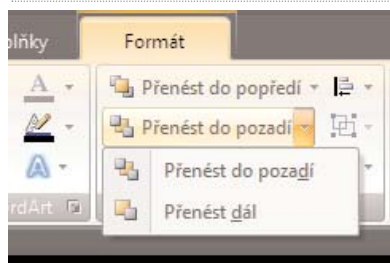 plňky
Formát
A
Přenést do popředí
Přenést do pozadí
A
Přenést do pozadí
Přenést dál
rdArt